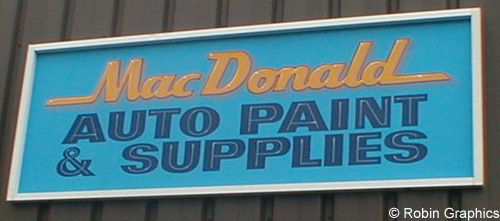 MacDonald
AUTO PAINT
& SUPPLIES
© Robin Graphics